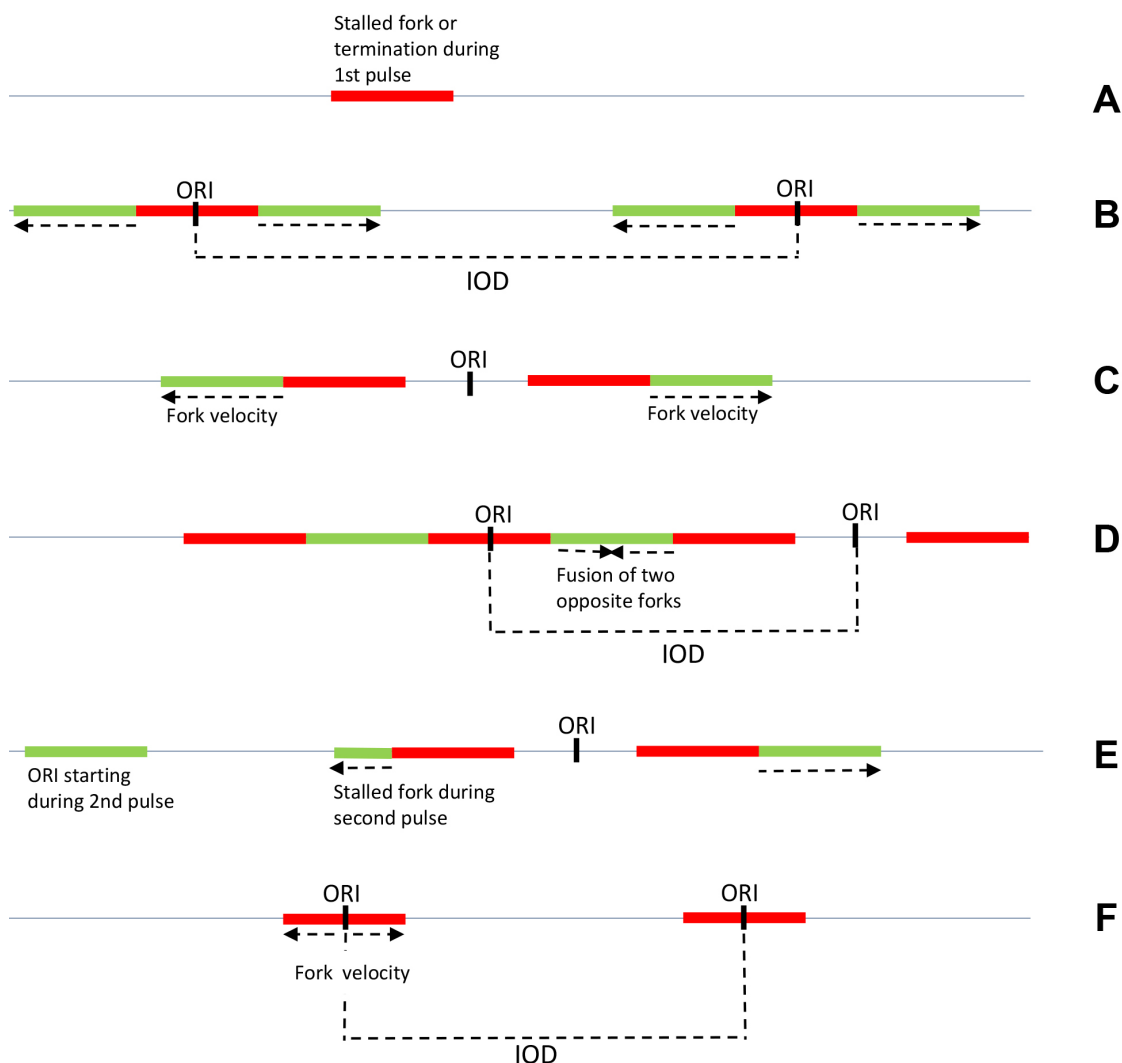 Stalled fork or
termination during
1st pulse
A
ORI
ORI
B
IOD
ORI
C
Fork velocity
Fork velocity
ORI
ORI
D
Fusion of two
opposite forks
IOD
ORI
E
ORI starting
during 2nd pulse
Stalled fork during
second pulse
ORI
ORI
F
Fork velocity
IOD